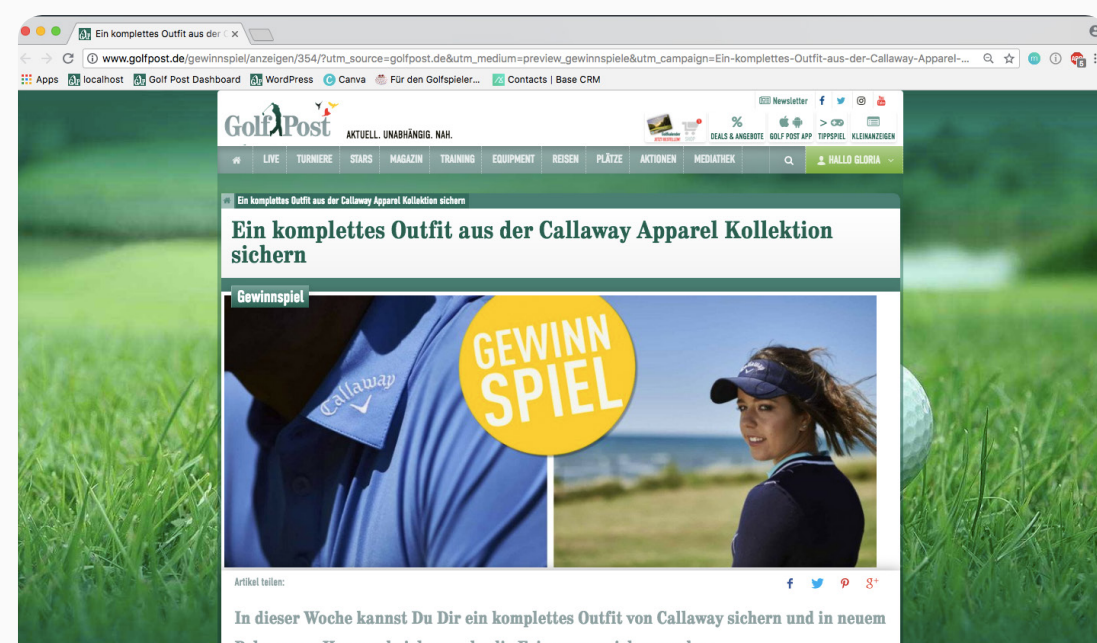 Ein komplettes Outfit aus der C
www.golfpost.de/gewinnspiel/anzeigen/354/?utm_source=golfpost.de&utm_medium=preview_gewinnspiele&utm_campaign=Ein-komplettes-Outfit-aus-der-Callaway-Apparel-...
Apps localhost Golf Post Dashboard WordPress Canva Für den Golfspieler... Contacts | Base CRM
Newsletter
Golf Post AKTUELL. UNABHÄNGIG. NAH.
DEALS & ANGEBOTE GOLF POST APP TIPPSPIEL KLEINANZEIGEN
LIVE TURNIERE STARS MAGAZIN TRAINING EQUIPMENT REISEN PLÄTZE AKTIONEN MEDIATHEK HALLO GLORIA
Ein komplettes Outfit aus der Callaway Apparel Kollektion sichern
Ein komplettes Outfit aus der Callaway Apparel Kollektion
sichern
Gewinnspiel
GEWINN
SPIEL
Callaway
Artikel teilen:
In dieser Woche kannst Du Dir ein komplettes Outfit von Callaway sichern und in neuem